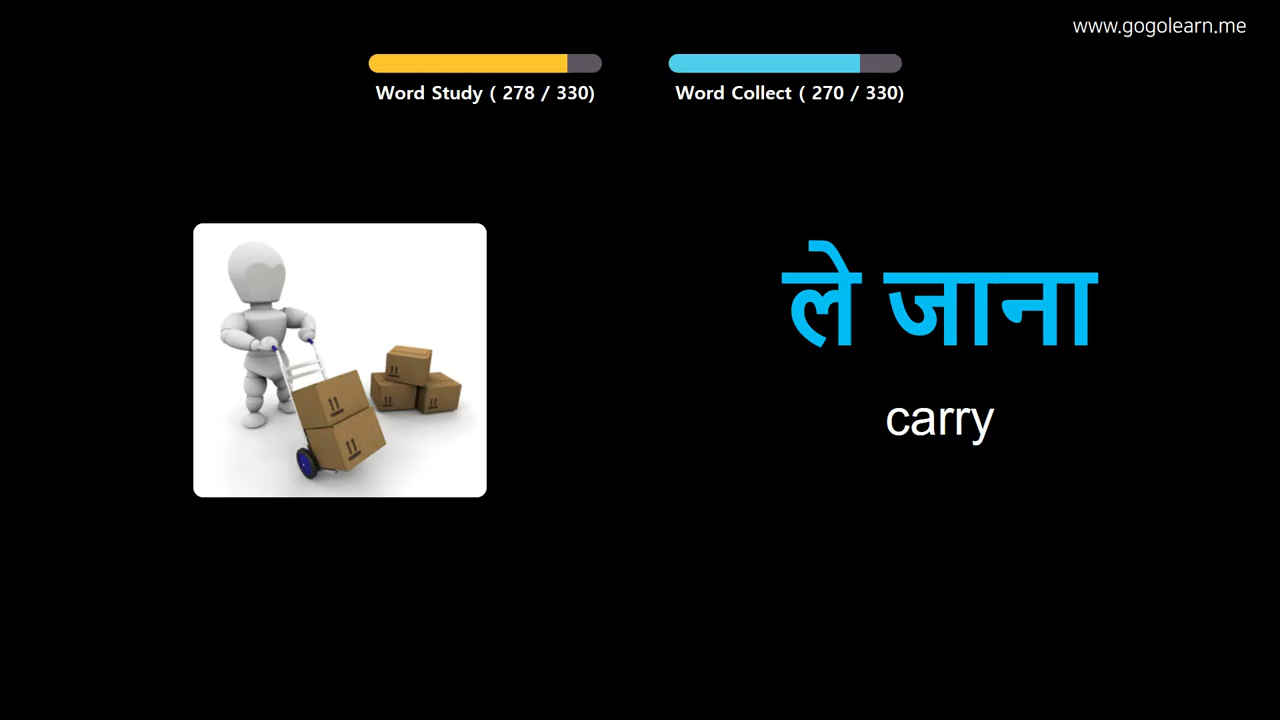 www.gogolearn.me
Word Study ( 278 / 330)
Word Collect ( 270 / 330)
ले जाना
carry